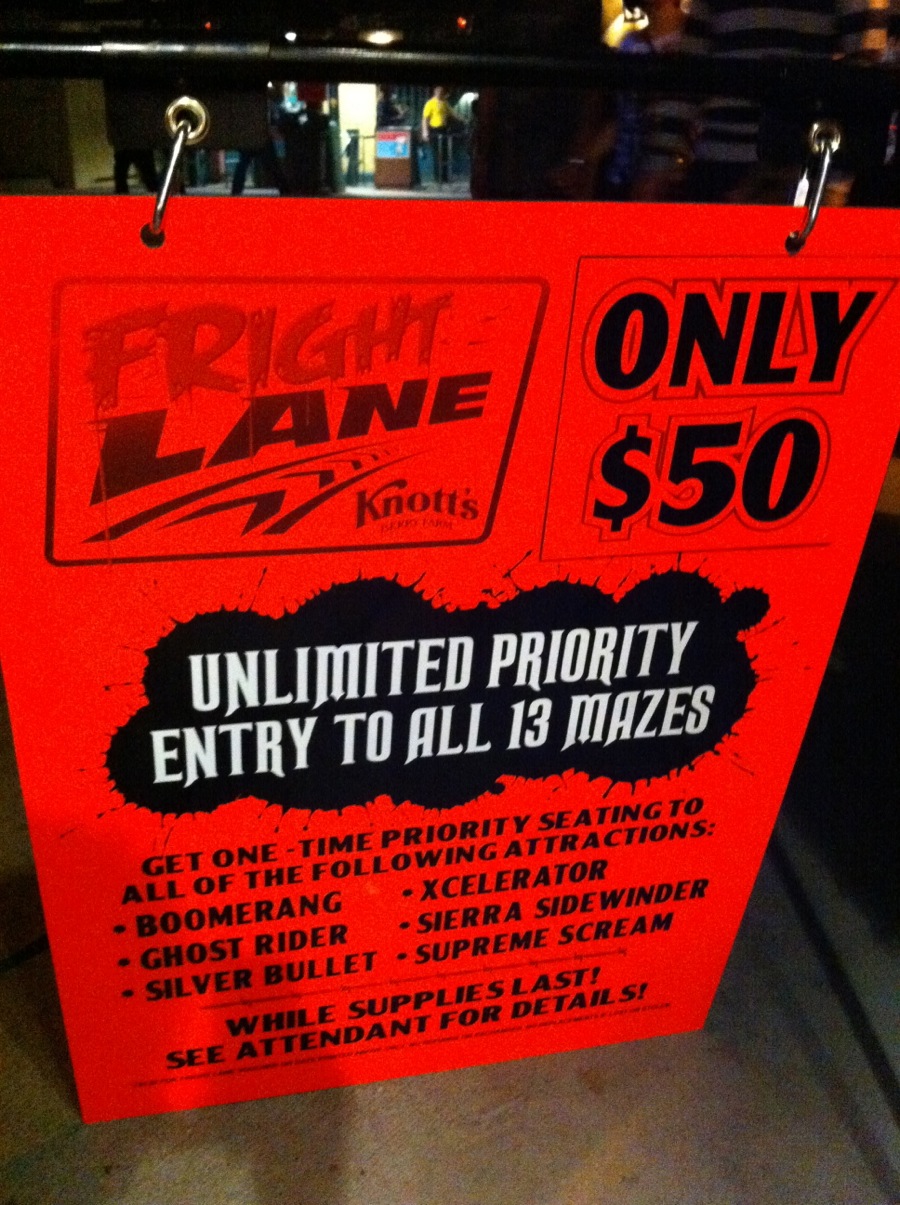 FRIGHT
LANE
Knott's
BERRY FARM
ONLY
$50
UNLIMITED PRIORITY
ENTRY TO ALL 13 MAZES
GET ONE -TIME PRIORITY SEATING TO
ALL OF THE FOLLOWING ATTRACTIONS:
• BOOMERANG
• GHOST RIDER
• SILVER BULLET
• XCELERATOR
• SIERRA SIDEWINDER
• SUPREME SCREAM
WHILE SUPPLIES LAST!
SEE ATTENDANT FOR DETAILS!